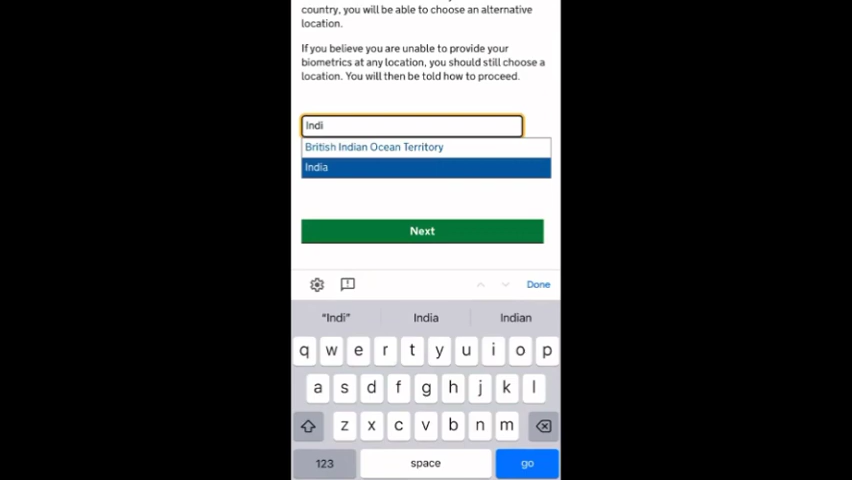 country, you will be able to choose an alternative
location.
If you believe you are unable to provide your
biometrics at any location, you should still choose a
location. You will then be told how to proceed.
Indi
British Indian Ocean Territory
India
Next
Done
“Indi” India Indian
q w e r t y u i o p
a s d f g h j k l
z x c v b n m
123 space go